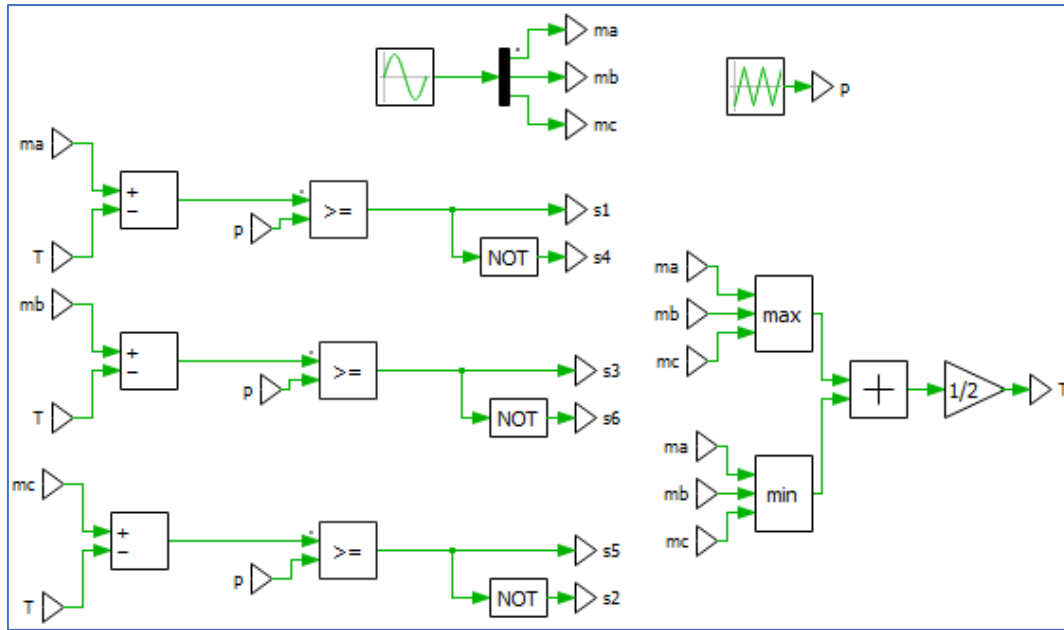 ma
mb
mc
p
ma
+
−
T
p
>=
s1
NOT
s4
mb
+
−
T
p
>=
s3
NOT
s6
mc
+
−
T
p
>=
s5
NOT
s2
ma
mb
mc
max
ma
mb
mc
min
+
1/2
T